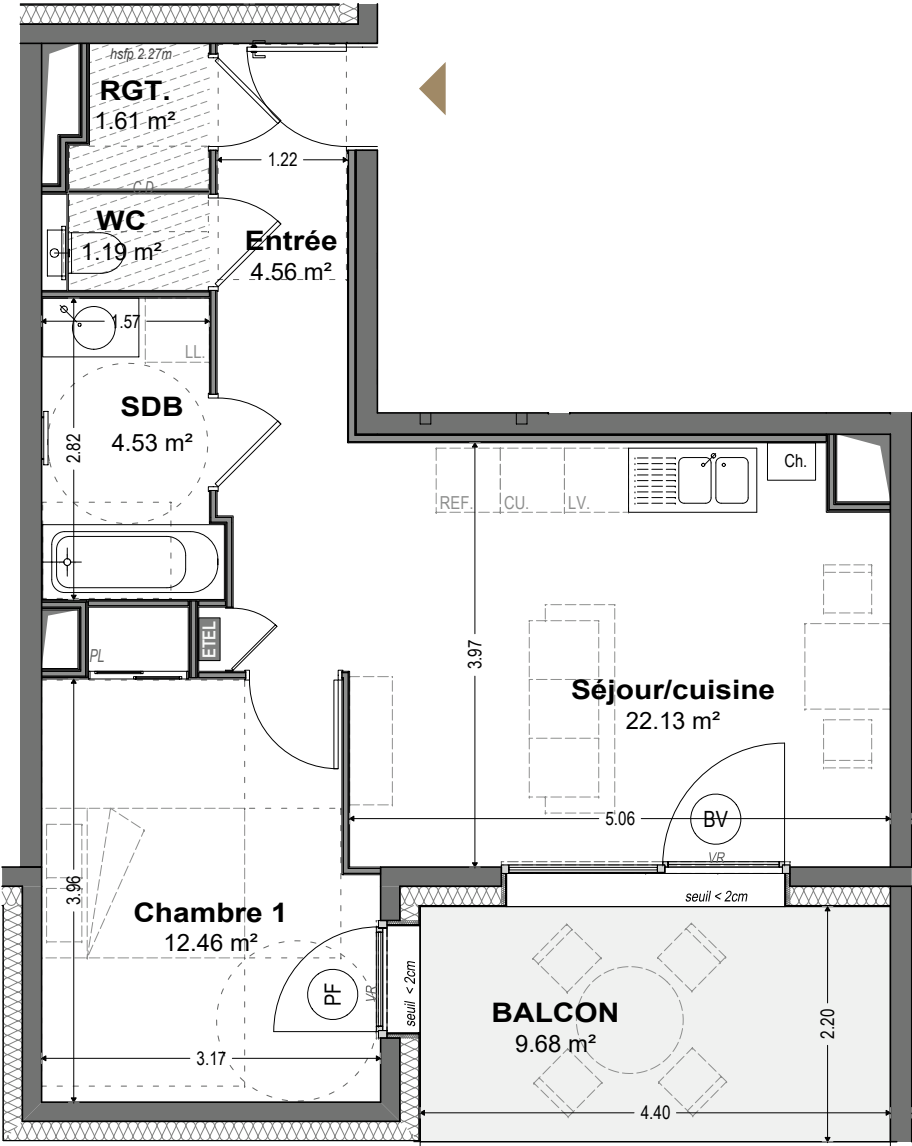 hsfp 2.27m
RGT.
1.61 m²
1.22
C.D.
WC
1.19 m²
Entrée
4.56 m²
1.57
LL.
SDB
4.53 m²
2.82
REF.
CU.
LV.
Ch.
ETEL
PL
3.97
Séjour/cuisine
22.13 m²
5.06
BV
VR
seuil < 2cm
3.96
Chambre 1
12.46 m²
PF
VR
seuil < 2cm
3.17
BALCON
9.68 m²
2.20
4.40